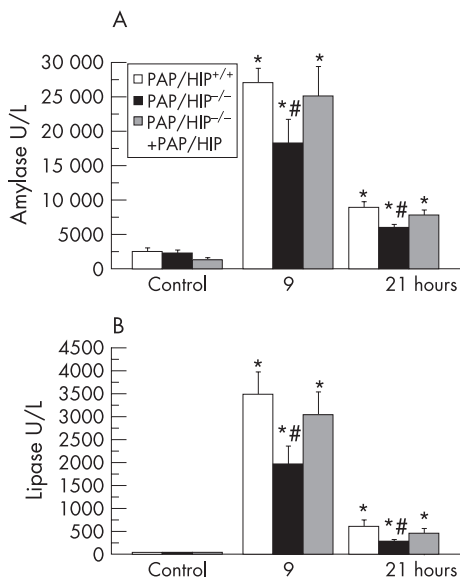 A
Amylase U/L
30 000
25 000
20 000
15 000
10 000
5000
0
PAP/HIP+/+
PAP/HIP−/−
PAP/HIP−/−
+PAP/HIP
*
*#
*
*
*#
*
Control
9
21 hours
B
Lipase U/L
4500
4000
3500
3000
2500
2000
1500
1000
500
0
*
*#
*
*
*#
*
Control
9
21 hours